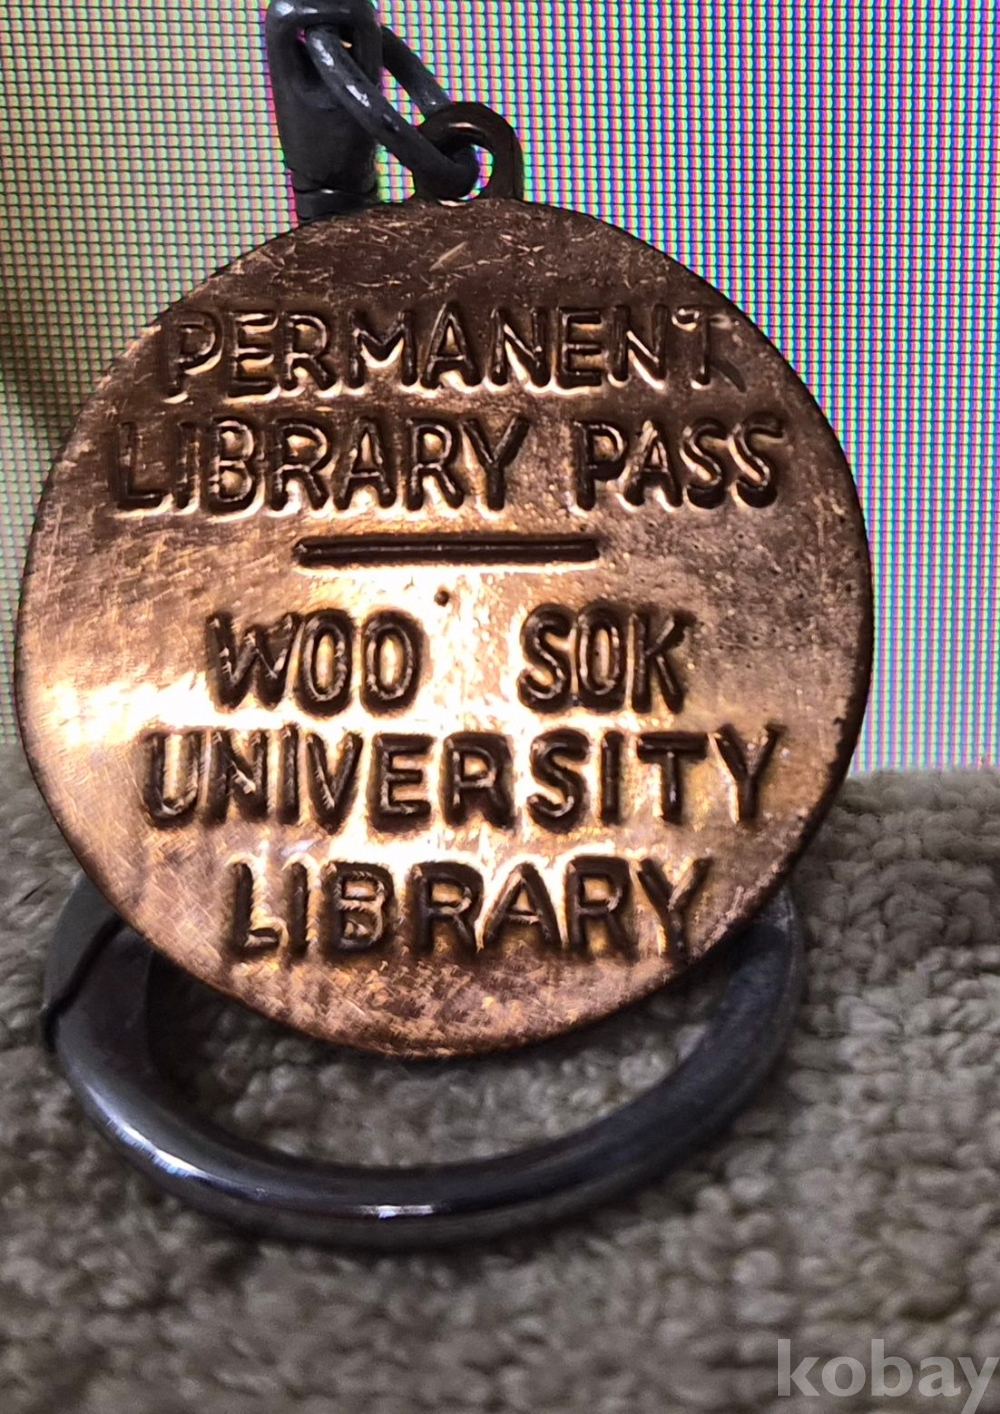 PERMANENT
LIBRARY PASS
WOO SOK
UNIVERSITY
LIBRARY
kobay